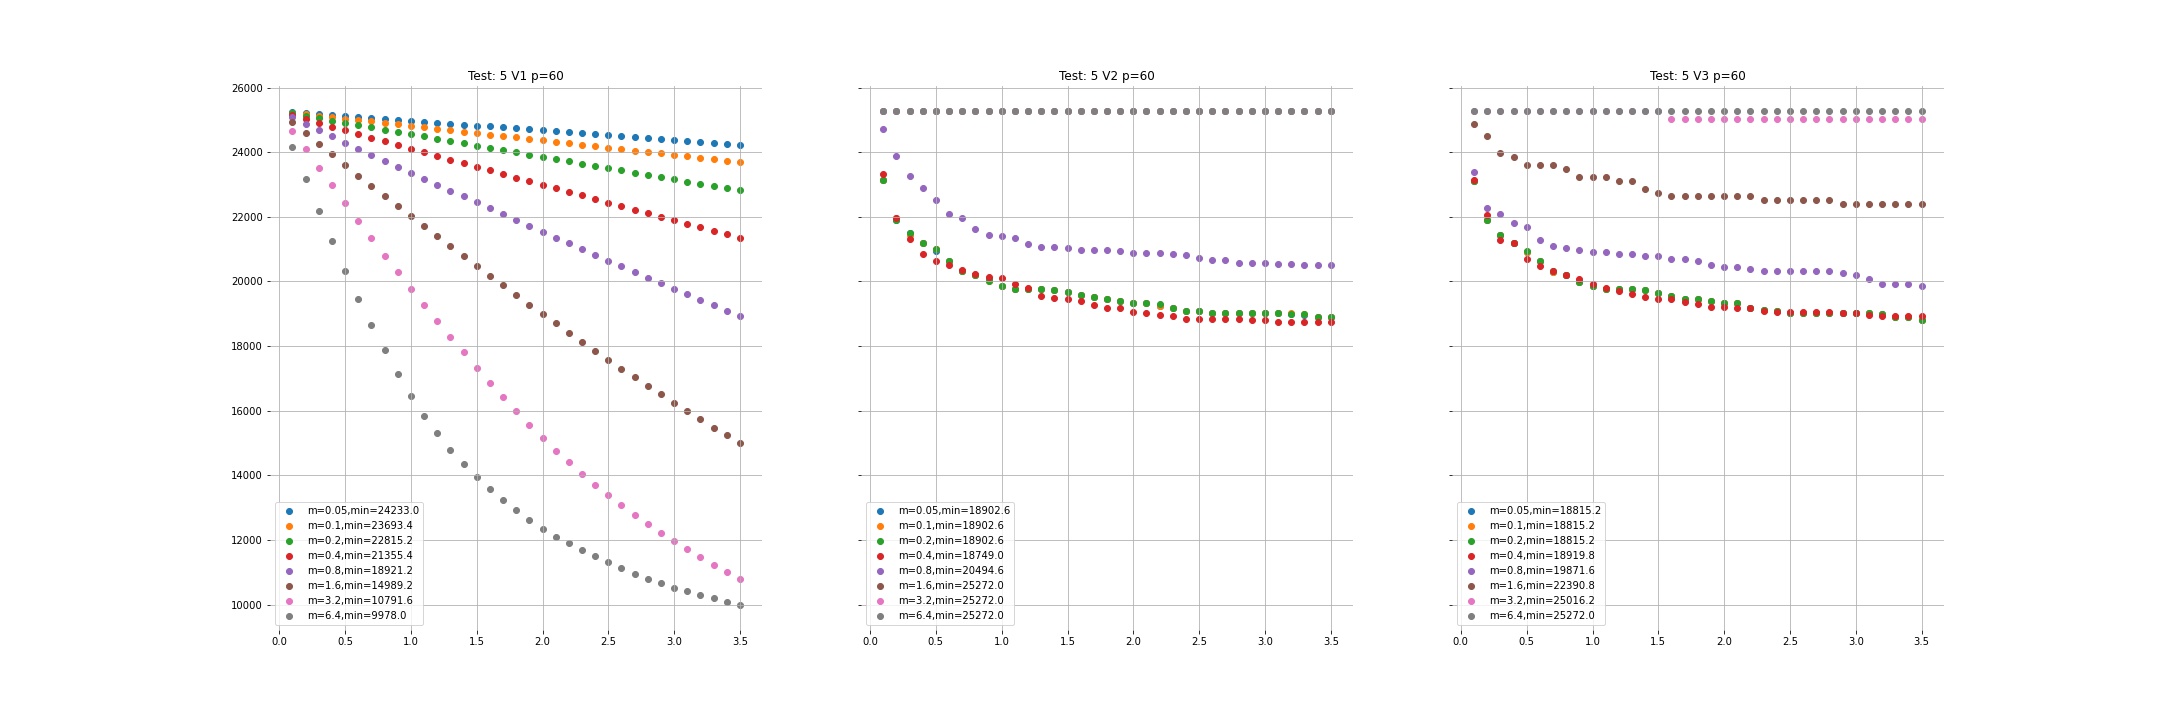 Test: 5 V1 p=60
26000
24000
22000
20000
18000
16000
14000
12000
10000
m=0.05,min=24233.0
m=0.1,min=23693.4
m=0.2,min=22815.2
m=0.4,min=21355.4
m=0.8,min=18921.2
m=1.6,min=14989.2
m=3.2,min=10791.6
m=6.4,min=9978.0
0.0 0.5 1.0 1.5 2.0 2.5 3.0 3.5
Test: 5 V2 p=60
m=0.05,min=18902.6
m=0.1,min=18902.6
m=0.2,min=18902.6
m=0.4,min=18749.0
m=0.8,min=20494.6
m=1.6,min=25272.0
m=3.2,min=25272.0
m=6.4,min=25272.0
0.0 0.5 1.0 1.5 2.0 2.5 3.0 3.5
Test: 5 V3 p=60
m=0.05,min=18815.2
m=0.1,min=18815.2
m=0.2,min=18815.2
m=0.4,min=18919.8
m=0.8,min=19871.6
m=1.6,min=22390.8
m=3.2,min=25016.2
m=6.4,min=25272.0
0.0 0.5 1.0 1.5 2.0 2.5 3.0 3.5